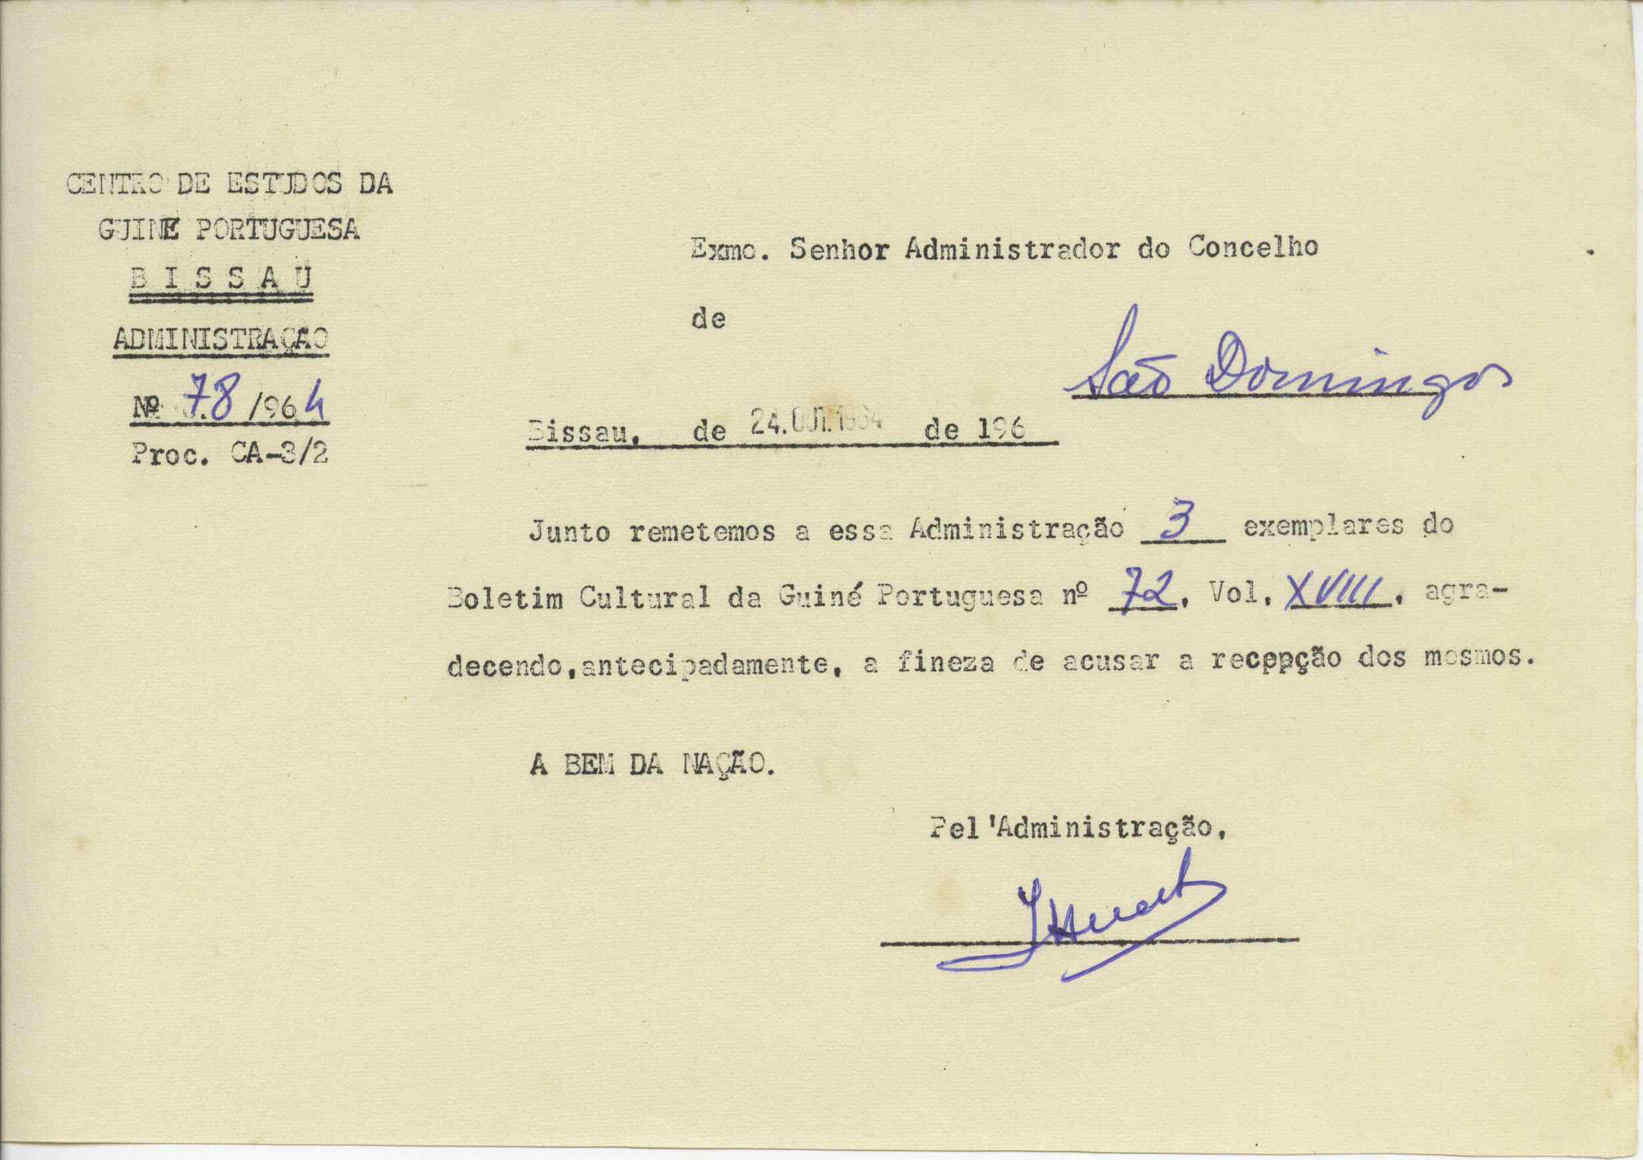 CENTRO DE ESTUDOS DA
GUINÉ PORTUGUESA
B I S S A U
ADMINISTRAÇÃO
Nº 78 /964
Proc. CA-3/2
Exmo. Senhor Administrador do Concelho
de
São Domingos
Bissau, de 24.OUT.1964 de 196
Junto remetemos a essa Administração 3 exemplares do
Boletim Cultural da Guiné Portuguesa nº 72, Vol. XVIII, agra-
decendo,antecipadamente, a fineza de acusar a recepção dos mesmos.
A BEM DA NAÇÃO.
Pel'Administração,